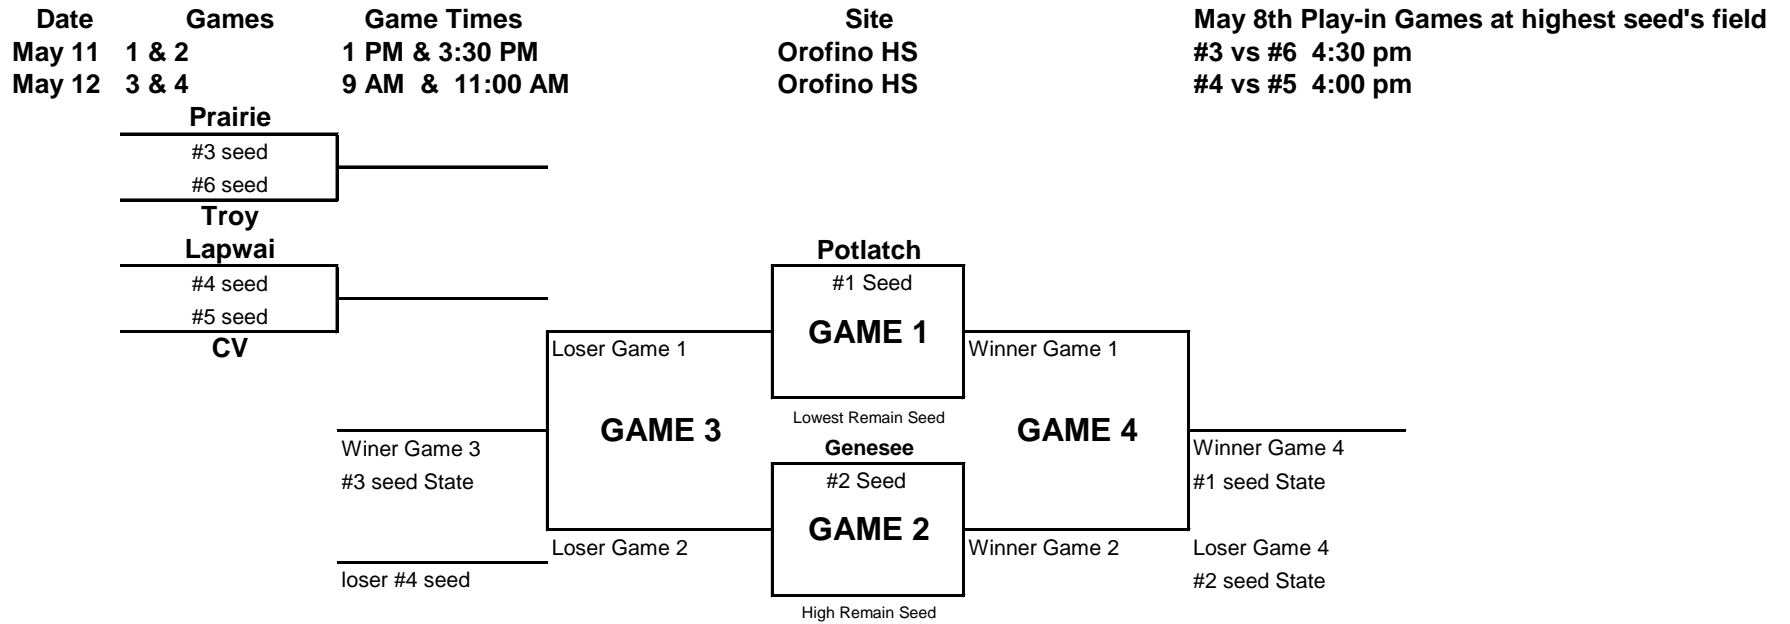 Date Games Game Times Site May 8th Play-in Games at highest seed's field
May 11 1 & 2 1 PM & 3:30 PM Orofino HS #3 vs #6 4:30 pm
May 12 3 & 4 9 AM & 11:00 AM Orofino HS #4 vs #5 4:00 pm
Prairie
#3 seed
#6 seed
Troy
Lapwai Potlatch
#4 seed #1 Seed
#5 seed
GAME 1
CV
Loser Game 1 Winner Game 1
Lowest Remain Seed
GAME 3 GAME 4
Winer Game 3 Genesee Winner Game 4
#3 seed State #2 Seed #1 seed State
GAME 2
Loser Game 2 Winner Game 2 Loser Game 4
loser #4 seed #2 seed State
High Remain Seed